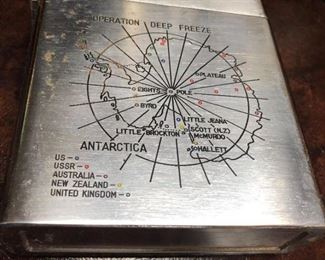 OPERATION DEEP FREEZE
PLATEAU
EIGHTS
POLE
BYRD
LITTLE JEANA
LITTLE BROCKTON
SCOTT (N.Z.)
McMURDO
HALLETT
ANTARCTICA
US -
USSR -
AUSTRALIA -
NEW ZEALAND -
UNITED KINGDOM -